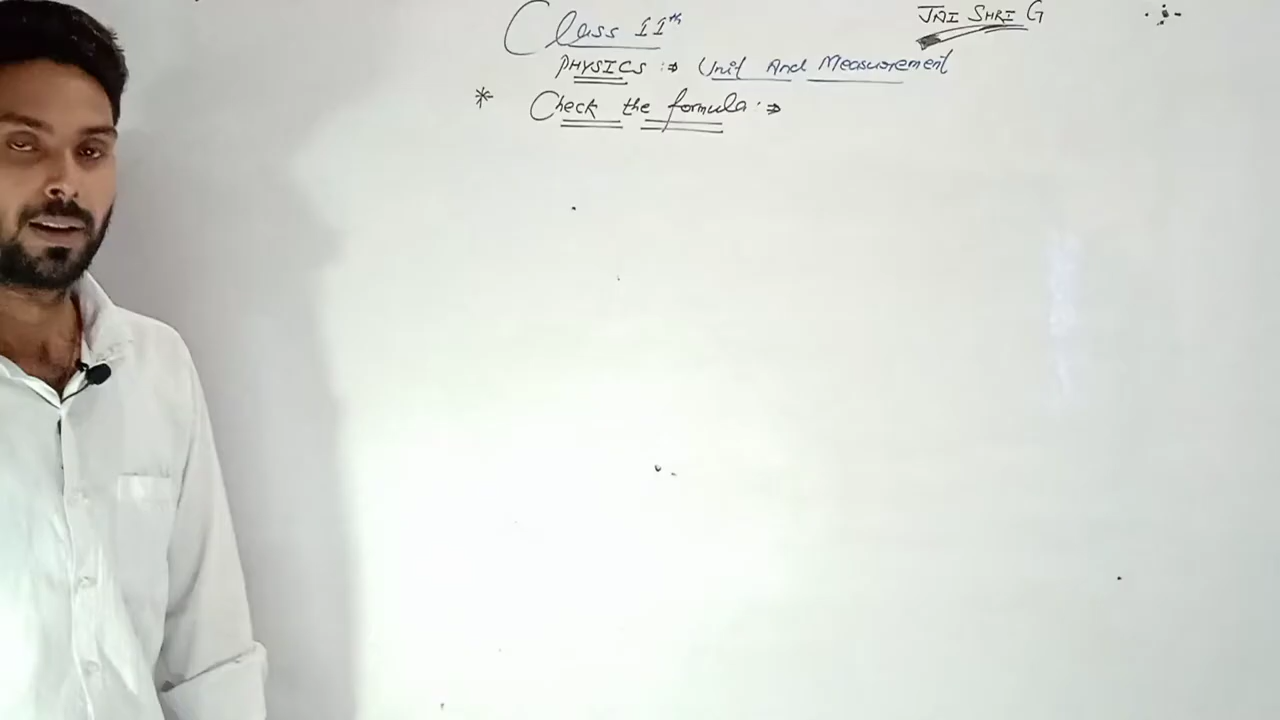 Class 11th
JAI SHRI G
PHYSICS :⇒ Unit And Measurement
* Check the formula :⇒